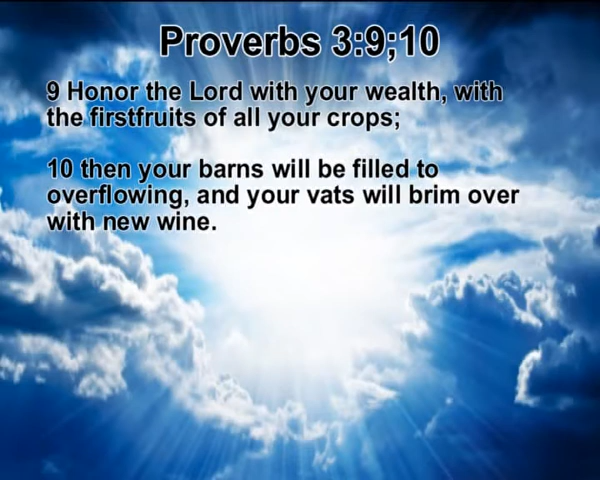 Proverbs 3:9;10
9 Honor the Lord with your wealth, with
the firstfruits of all your crops;
10 then your barns will be filled to
overflowing, and your vats will brim over
with new wine.